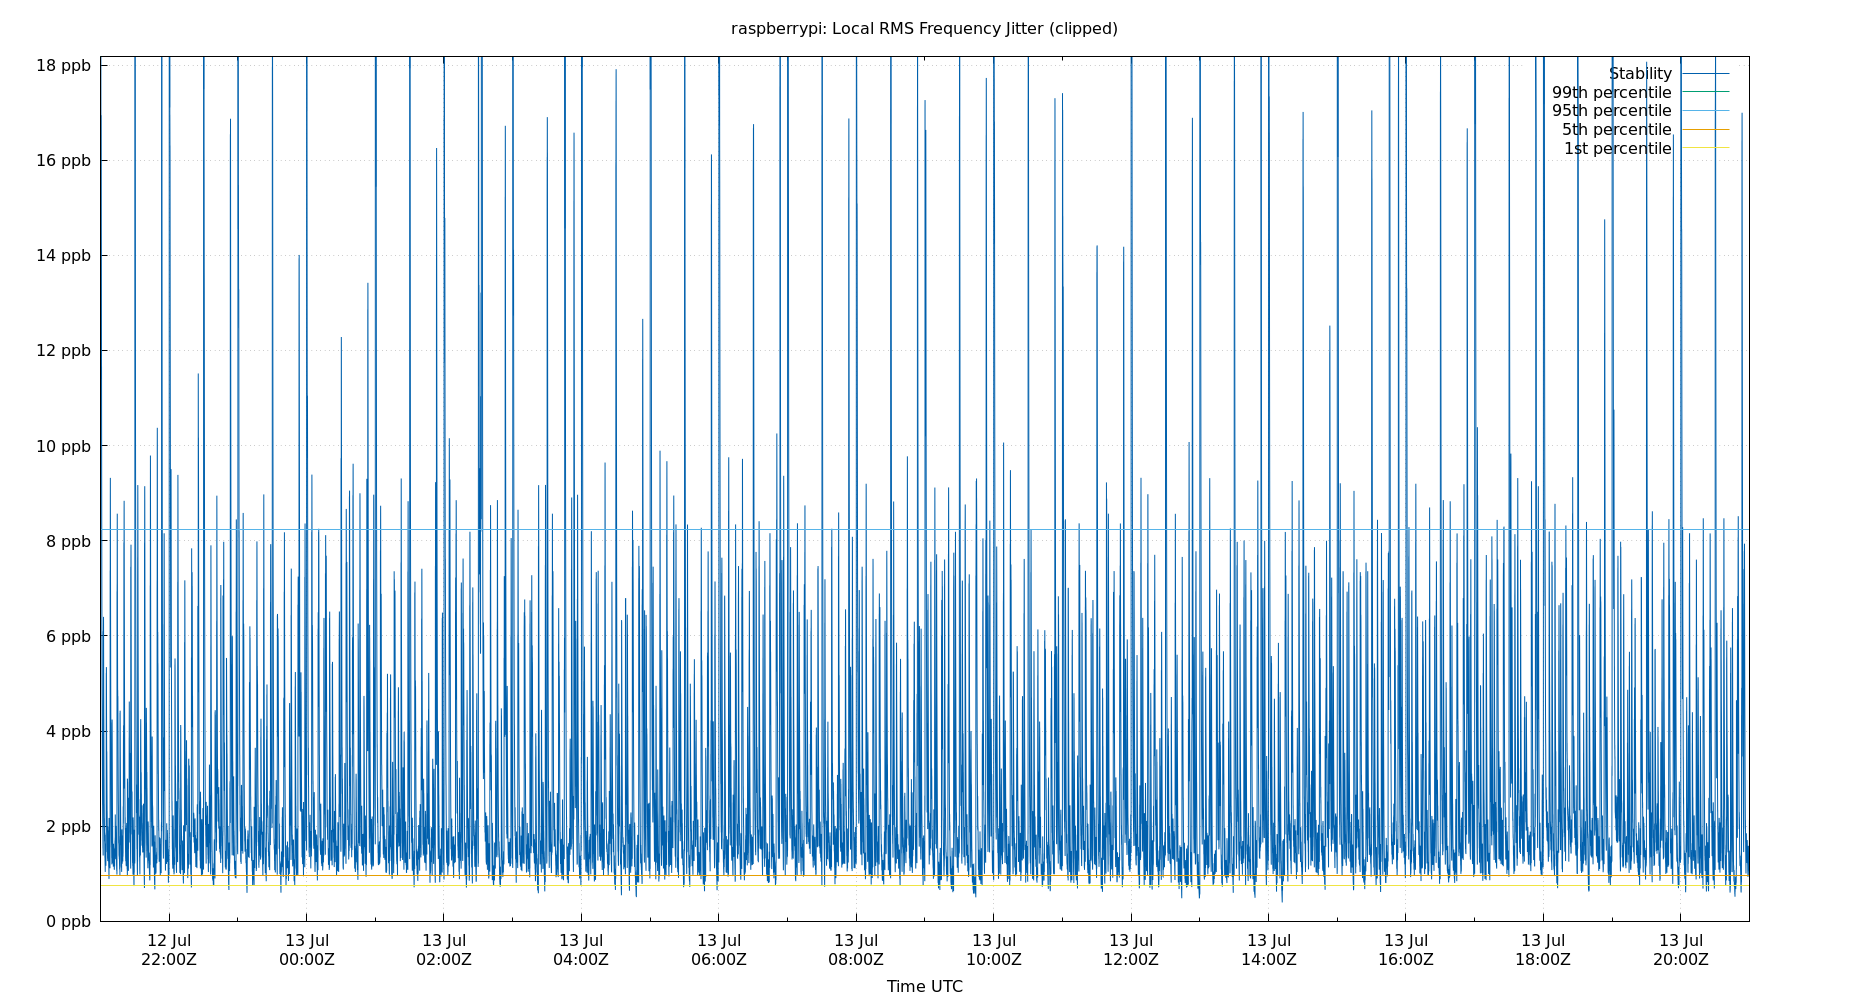 raspberrypi: Local RMS Frequency Jitter (clipped)
18 ppb
16 ppb
14 ppb
12 ppb
10 ppb
8 ppb
6 ppb
4 ppb
2 ppb
0 ppb
Stability
99th percentile
95th percentile
5th percentile
1st percentile
12 Jul 13 Jul 13 Jul 13 Jul 13 Jul 13 Jul 13 Jul 13 Jul 13 Jul 13 Jul 13 Jul 13 Jul
22:00Z 00:00Z 02:00Z 04:00Z 06:00Z 08:00Z 10:00Z 12:00Z 14:00Z 16:00Z 18:00Z 20:00Z
Time UTC